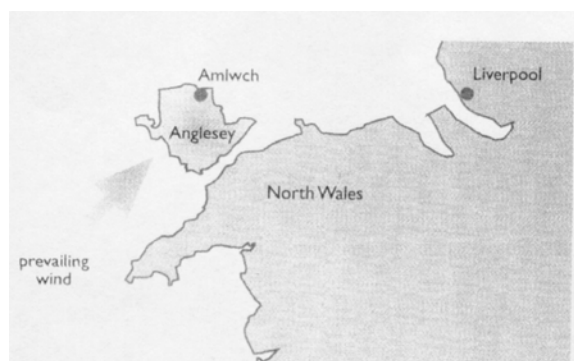 Amlwch
Liverpool
Anglesey
North Wales
prevailing
wind